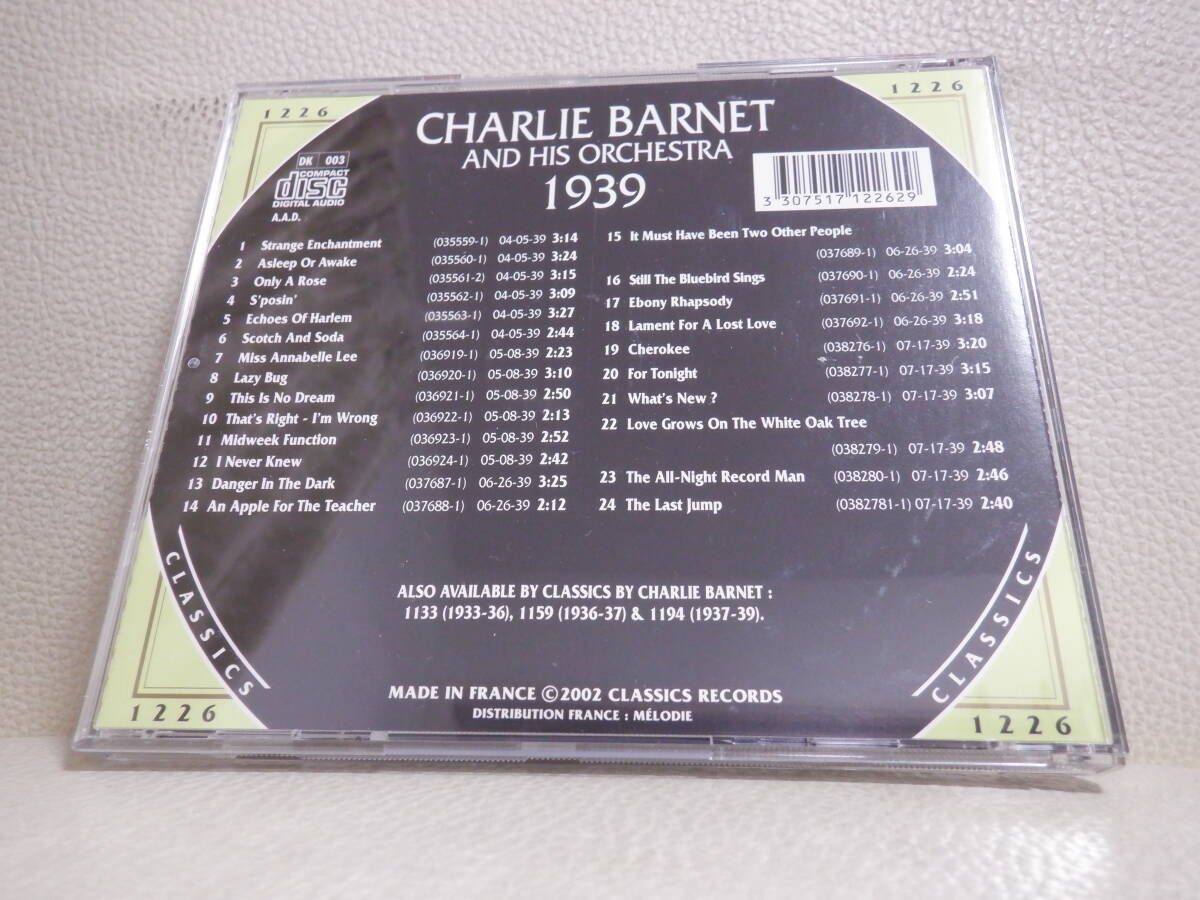 1226
1226
CHARLIE BARNET
AND HIS ORCHESTRA
1939
DK 003
COMPACT
disc
DIGITAL AUDIO
A.A.D.
3 307517 122629
1 Strange Enchantment (035559-1) 04-05-39 3:14
2 Asleep Or Awake (035560-1) 04-05-39 3:24
3 Only A Rose (035561-2) 04-05-39 3:15
4 S'posin' (035562-1) 04-05-39 3:09
5 Echoes Of Harlem (035563-1) 04-05-39 3:27
6 Scotch And Soda (035564-1) 04-05-39 2:44
7 Miss Annabelle Lee (036919-1) 05-08-39 2:23
8 Lazy Bug (036920-1) 05-08-39 3:10
9 This Is No Dream (036921-1) 05-08-39 2:50
10 That's Right - I'm Wrong (036922-1) 05-08-39 2:13
11 Midweek Function (036923-1) 05-08-39 2:52
12 I Never Knew (036924-1) 05-08-39 2:42
13 Danger In The Dark (037687-1) 06-26-39 3:25
14 An Apple For The Teacher (037688-1) 06-26-39 2:12
15 It Must Have Been Two Other People
(037689-1) 06-26-39 3:04
16 Still The Bluebird Sings (037690-1) 06-26-39 2:24
17 Ebony Rhapsody (037691-1) 06-26-39 2:51
18 Lament For A Lost Love (037692-1) 06-26-39 3:18
19 Cherokee (038276-1) 07-17-39 3:20
20 For Tonight (038277-1) 07-17-39 3:15
21 What's New ? (038278-1) 07-17-39 3:07
22 Love Grows On The White Oak Tree
(038279-1) 07-17-39 2:48
23 The All-Night Record Man (038280-1) 07-17-39 2:46
24 The Last Jump (0382781-1) 07-17-39 2:40
ALSO AVAILABLE BY CLASSICS BY CHARLIE BARNET :
1133 (1933-36), 1159 (1936-37) & 1194 (1937-39).
MADE IN FRANCE ©2002 CLASSICS RECORDS
DISTRIBUTION FRANCE : MÉLODIE
CLASSICS
CLASSICS
1226
1226